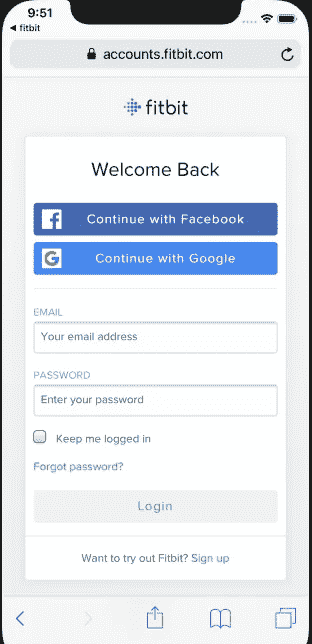 9:51
fitbit
accounts.fitbit.com
fitbit
Welcome Back
Continue with Facebook
Continue with Google
EMAIL
Your email address
PASSWORD
Enter your password
Keep me logged in
Forgot password?
Login
Want to try out Fitbit? Sign up